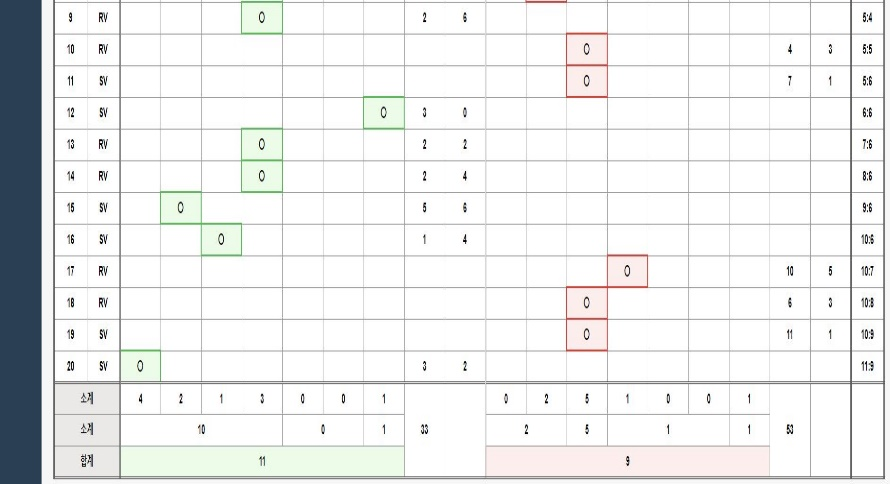 9 RV O 2 6 5:4
10 RV O 4 3 5:5
11 SV O 7 1 5:6
12 SV O 3 0 6:6
13 RV O 2 2 7:6
14 RV O 2 4 8:6
15 SV O 5 6 9:6
16 SV O 1 4 10:6
17 RV O 10 5 10:7
18 RV O 6 3 10:8
19 SV O 11 1 10:9
20 SV O 3 2 11:9
소계 4 2 1 3 0 0 1 0 2 5 1 0 0 1
소계 10 0 1 33 2 5 1 1 53
합계 11 9